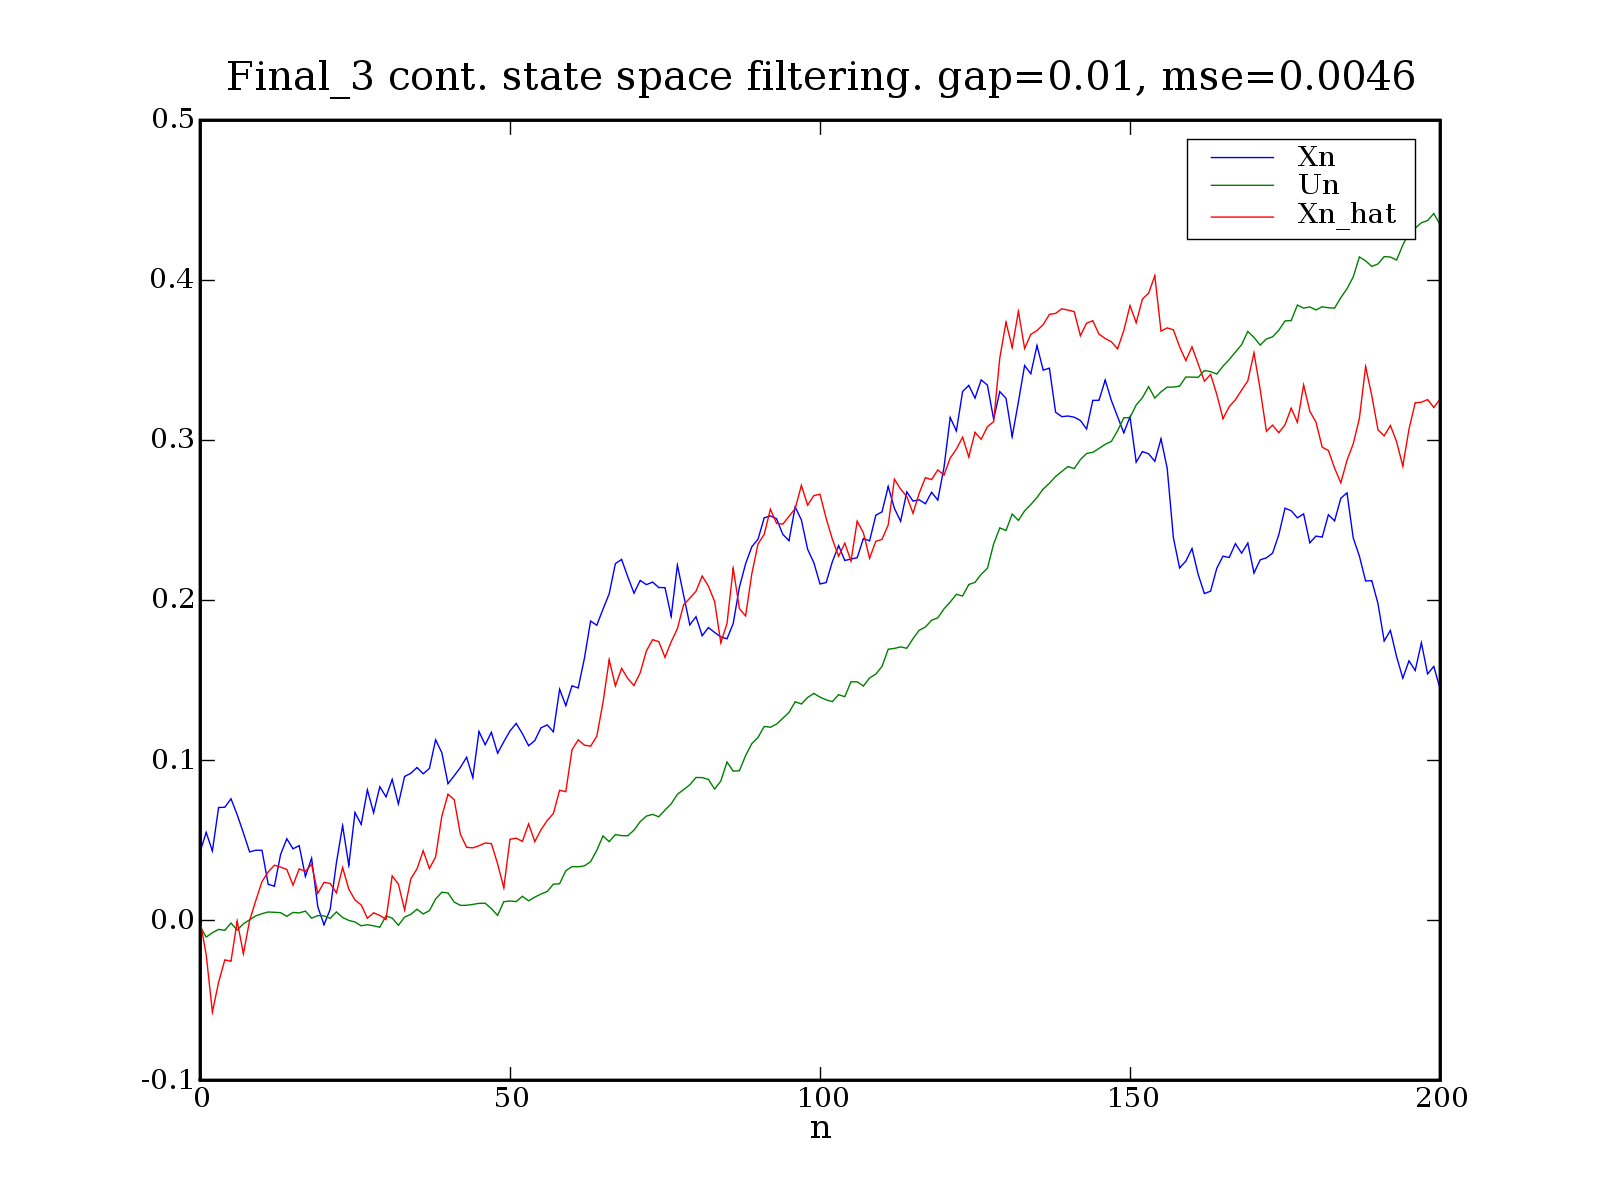 Final_3 cont. state space filtering. gap=0.01, mse=0.0046
0.5
Xn
Un
Xn_hat
0.4
0.3
0.2
0.1
0.0
-0.1
0 50 100 150 200
n